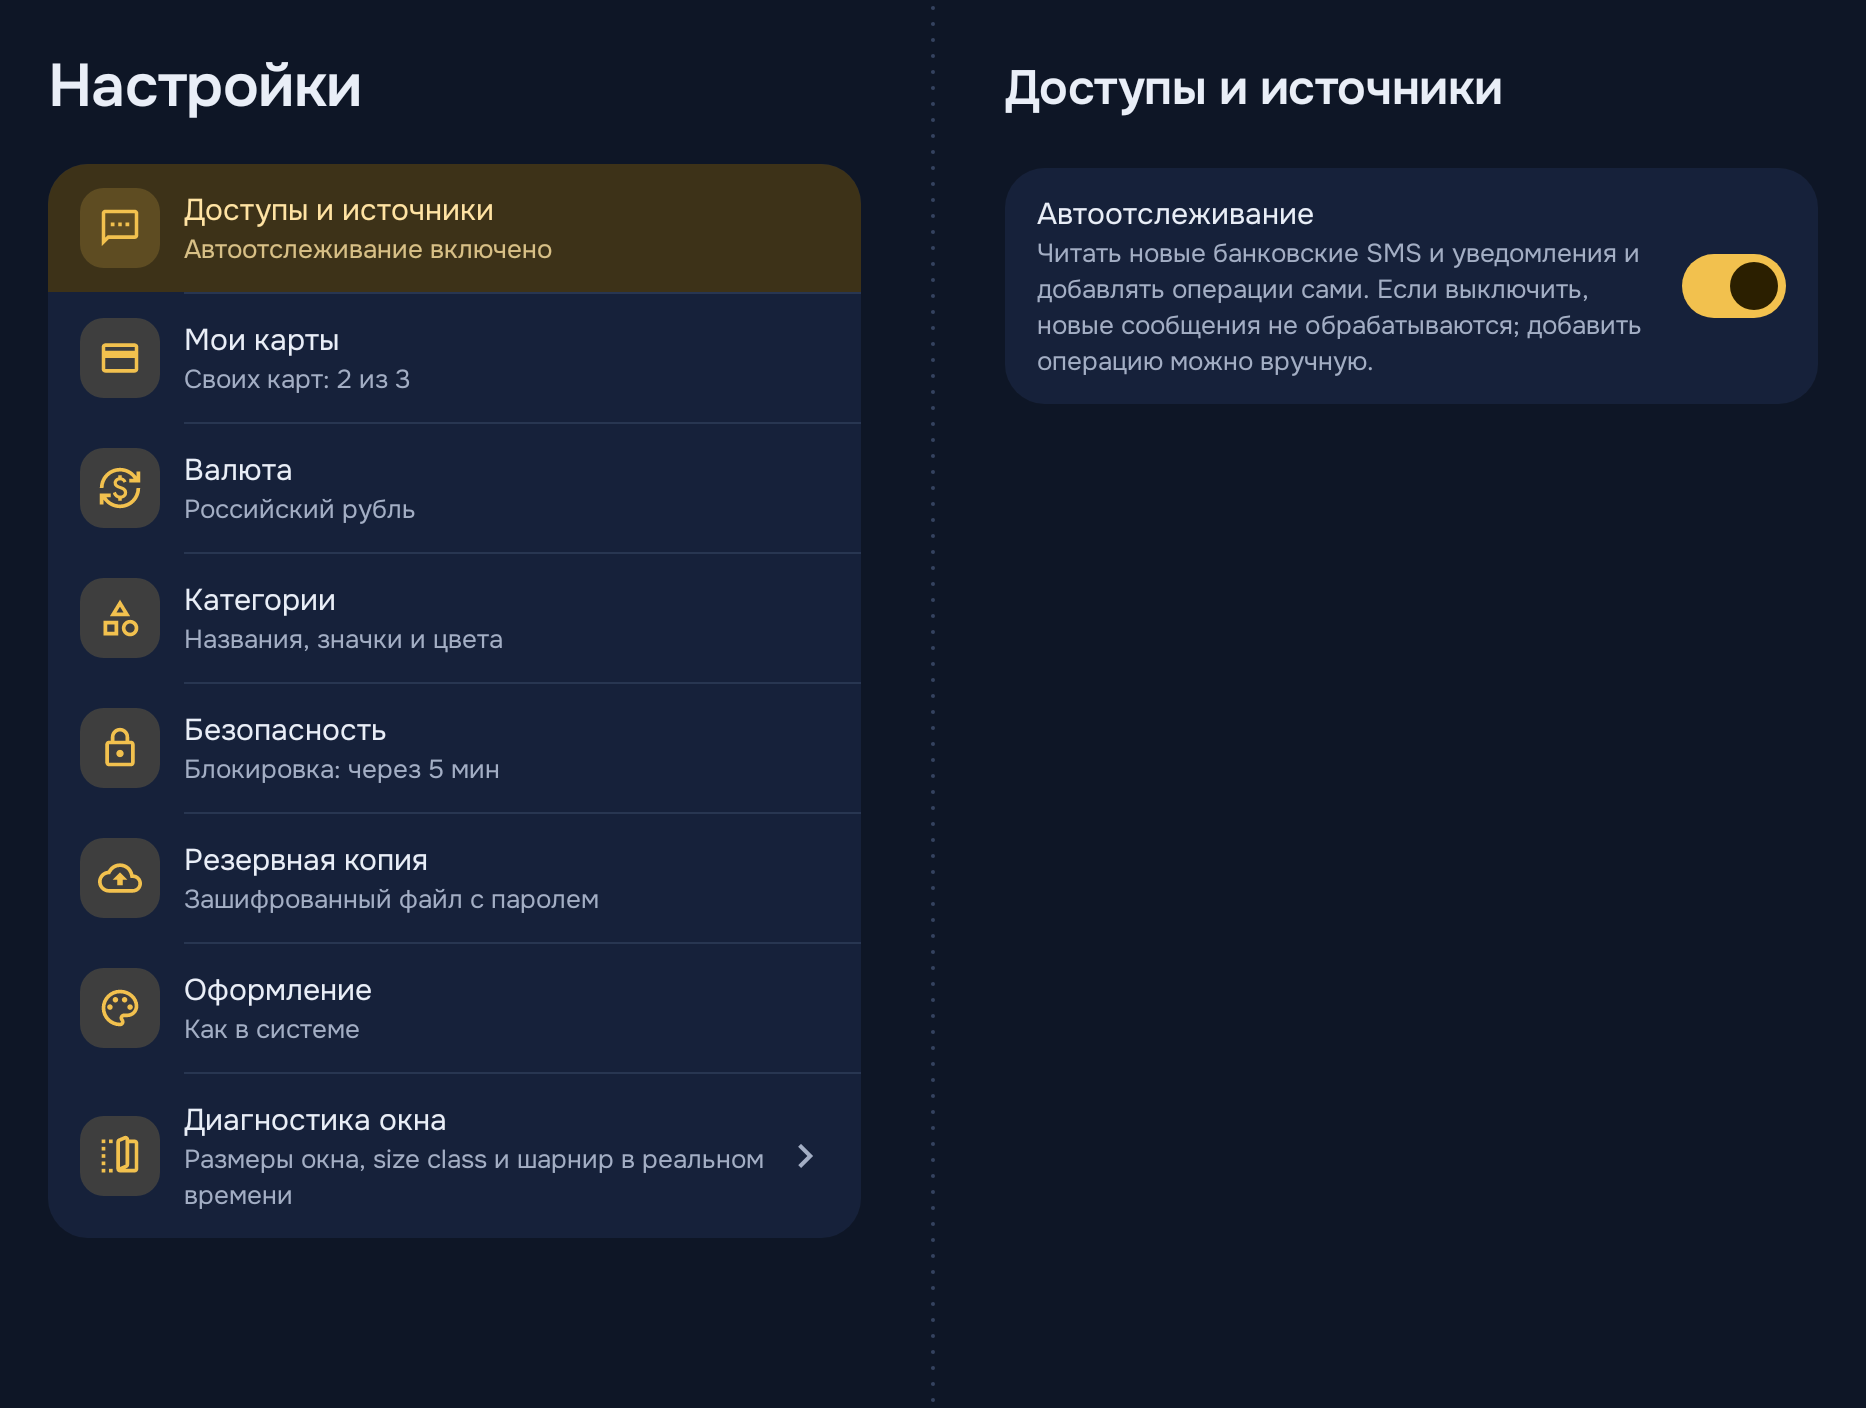 Настройки
Доступы и источники
Автоотслеживание включено
Мои карты
Своих карт: 2 из 3
Валюта
Российский рубль
Категории
Названия, значки и цвета
Безопасность
Блокировка: через 5 мин
Резервная копия
Зашифрованный файл с паролем
Оформление
Как в системе
Диагностика окна
Размеры окна, size class и шарнир в реальном
времени
Доступы и источники
Автоотслеживание
Читать новые банковские SMS и уведомления и
добавлять операции сами. Если выключить,
новые сообщения не обрабатываются; добавить
операцию можно вручную.